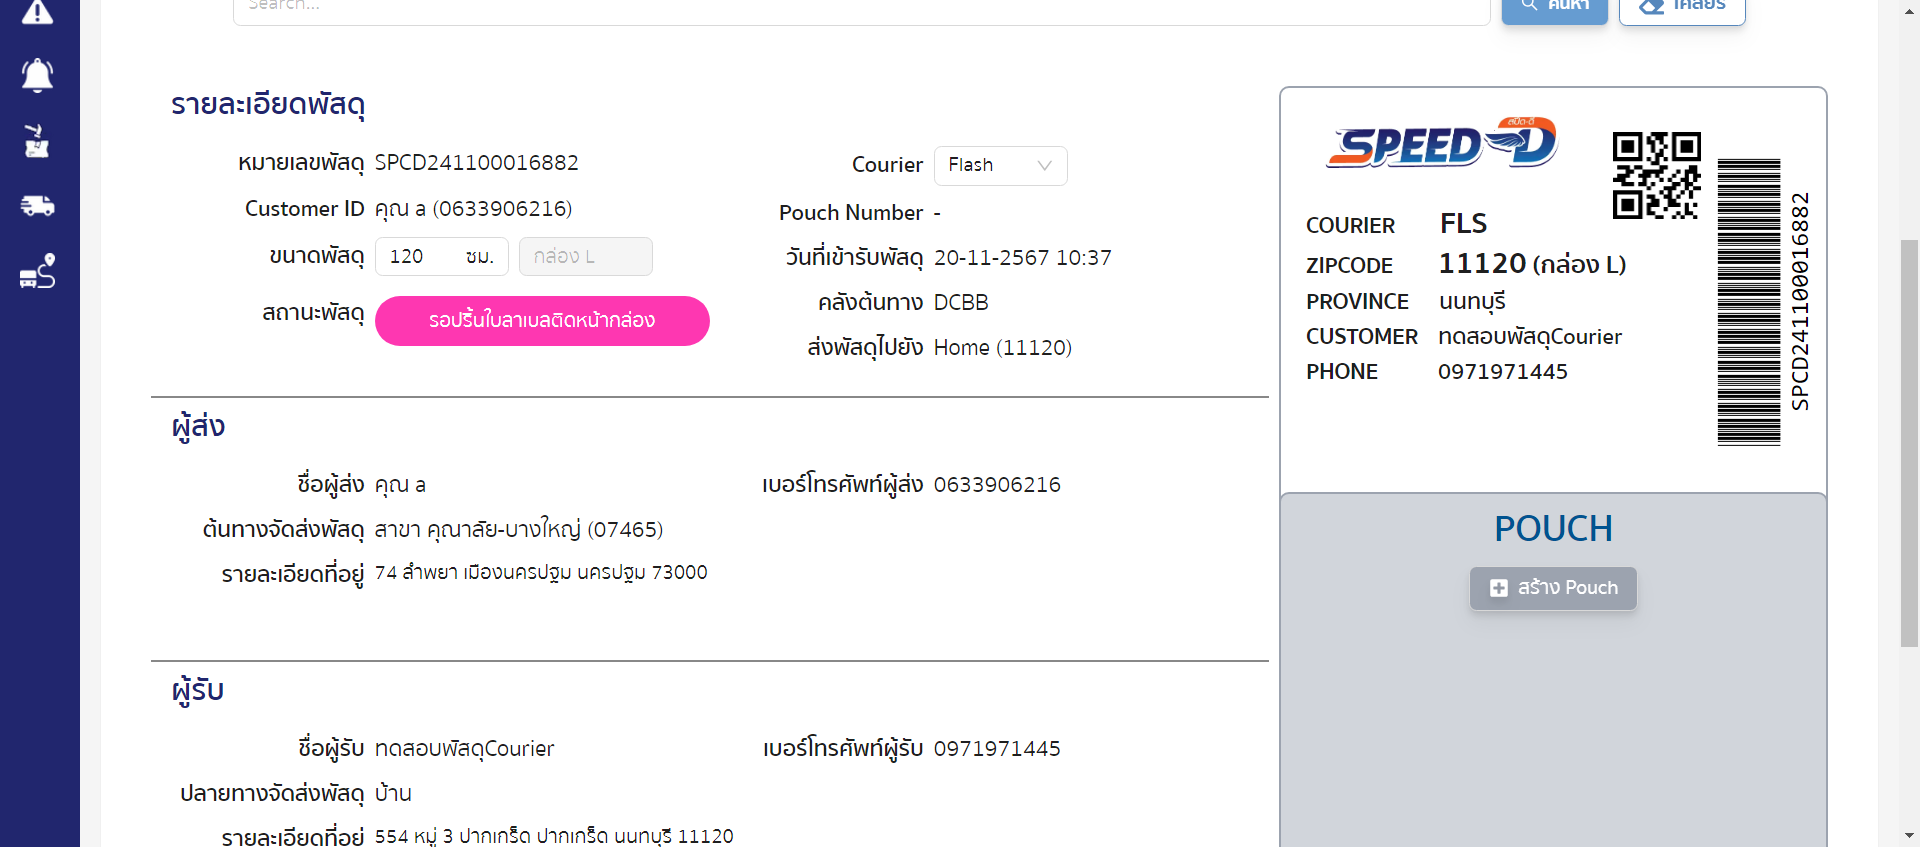 Search...
ค้นหา
เคลียร์
รายละเอียดพัสดุ
หมายเลขพัสดุ SPCD241100016882
Customer ID คุณ a (0633906216)
ขนาดพัสดุ 120 ซม. กล่อง L
สถานะพัสดุ รอปริ้นใบลาเบลติดหน้ากล่อง
Courier Flash
Pouch Number -
วันที่เข้ารับพัสดุ 20-11-2567 10:37
คลังต้นทาง DCBB
ส่งพัสดุไปยัง Home (11120)
ผู้ส่ง
ชื่อผู้ส่ง คุณ a
เบอร์โทรศัพท์ผู้ส่ง 0633906216
ต้นทางจัดส่งพัสดุ สาขา คุณาลัย-บางใหญ่ (07465)
รายละเอียดที่อยู่ 74 ลำพยา เมืองนครปฐม นครปฐม 73000
ผู้รับ
ชื่อผู้รับ ทดสอบพัสดุCourier
เบอร์โทรศัพท์ผู้รับ 0971971445
ปลายทางจัดส่งพัสดุ บ้าน
รายละเอียดที่อยู่ 554 หมู่ 3 ปากเกร็ด ปากเกร็ด นนทบุรี 11120
สปีด-ดี
SPEED-D
COURIER FLS
ZIPCODE 11120 (กล่อง L)
PROVINCE นนทบุรี
CUSTOMER ทดสอบพัสดุCourier
PHONE 0971971445
SPCD241100016882
POUCH
สร้าง Pouch